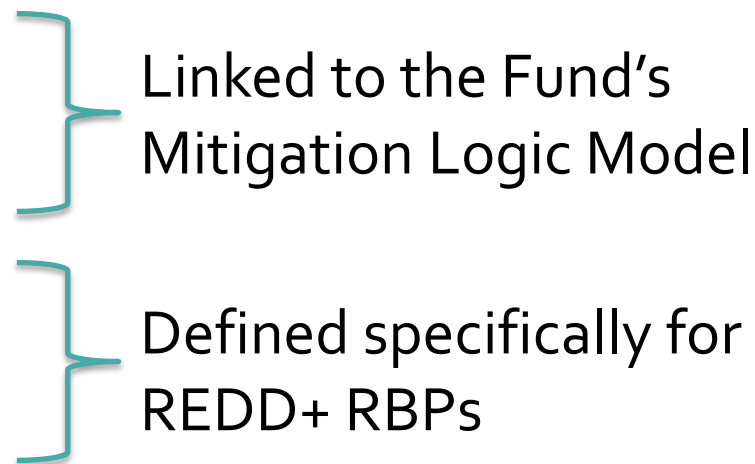 Linked to the Fund’s
Mitigation Logic Model
Defined specifically for
REDD+ RBPs